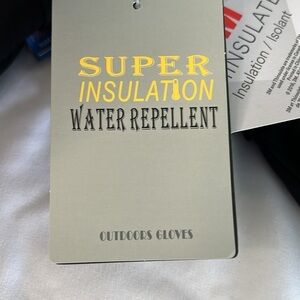 SUPER
INSULATION
WATER REPELLENT
OUTDOORS GLOVES
INSULATE
Insulation / Isolant